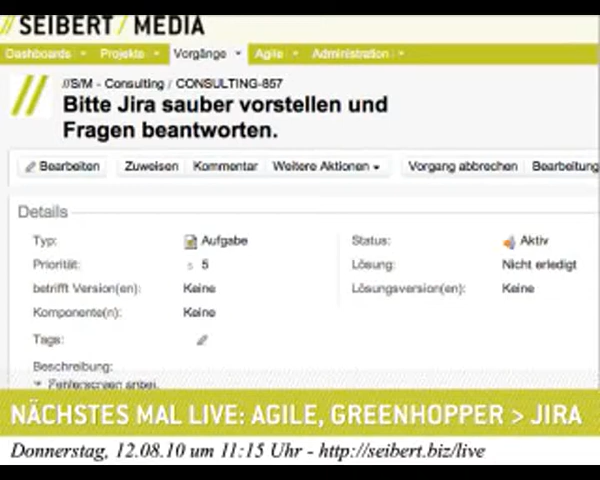 // SEIBERT / MEDIA
Dashboards Projekte Vorgänge Agile Administration
//S/M - Consulting / CONSULTING-857
Bitte Jira sauber vorstellen und
Fragen beantworten.
Bearbeiten Zuweisen Kommentar Weitere Aktionen Vorgang abbrechen Bearbeitung
Details
Typ: Aufgabe Status: Aktiv
Priorität: 5 Lösung: Nicht erledigt
betrifft Version(en): Keine Lösungsversion(en): Keine
Komponente(n): Keine
Tags:
Beschreibung:
Fehlerscreen anbei.
NÄCHSTES MAL LIVE: AGILE, GREENHOPPER > JIRA
Donnerstag, 12.08.10 um 11:15 Uhr - http://seibert.biz/live